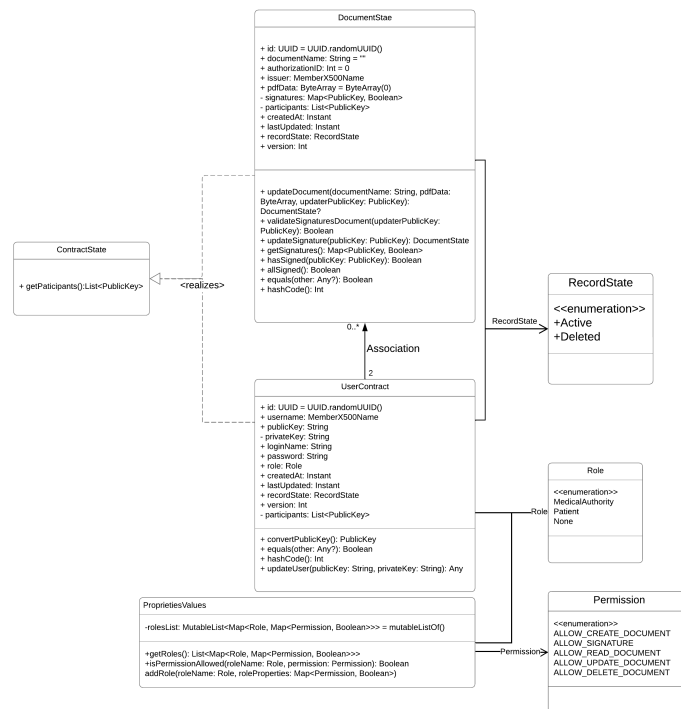 DocumentStae
+ id: UUID = UUID.randomUUID()
+ documentName: String = ""
+ authorizationID: Int = 0
+ issuer: MemberX500Name
+ pdfData: ByteArray = ByteArray(0)
- signatures: Map<PublicKey, Boolean>
- participants: List<PublicKey>
+ createdAt: Instant
+ lastUpdated: Instant
+ recordState: RecordState
+ version: Int
+ updateDocument(documentName: String, pdfData:
ByteArray, updaterPublicKey: PublicKey):
DocumentState?
+ validateSignaturesDocument(updaterPublicKey:
PublicKey): Boolean
+ updateSignature(publicKey: PublicKey): DocumentState
+ getSignatures(): Map<PublicKey, Boolean>
+ hasSigned(publicKey: PublicKey): Boolean
+ allSigned(): Boolean
+ equals(other: Any?): Boolean
+ hashCode(): Int
ContractState
+ getPaticipants():List<PublicKey>
<realizes>
RecordState
<<enumeration>>
+Active
+Deleted
RecordState
0..*
Association
2
UserContract
+ id: UUID = UUID.randomUUID()
+ username: MemberX500Name
+ publicKey: String
- privateKey: String
+ loginName: String
+ password: String
+ role: Role
+ createdAt: Instant
+ lastUpdated: Instant
+ recordState: RecordState
+ version: Int
- participants: List<PublicKey>
+ convertPublicKey(): PublicKey
+ equals(other: Any?): Boolean
+ hashCode(): Int
+ updateUser(publicKey: String, privateKey: String): Any
Role
Role
<<enumeration>>
MedicalAuthority
Patient
None
ProprietiesValues
-rolesList: MutableList<Map<Role, Map<Permission, Boolean>>> = mutableListOf()
+getRoles(): List<Map<Role, Map<Permission, Boolean>>>
+isPermissionAllowed(roleName: Role, permission: Permission): Boolean
addRole(roleName: Role, roleProperties: Map<Permission, Boolean>)
Permission
Permission
<<enumeration>>
ALLOW_CREATE_DOCUMENT
ALLOW_SIGNATURE
ALLOW_READ_DOCUMENT
ALLOW_UPDATE_DOCUMENT
ALLOW_DELETE_DOCUMENT